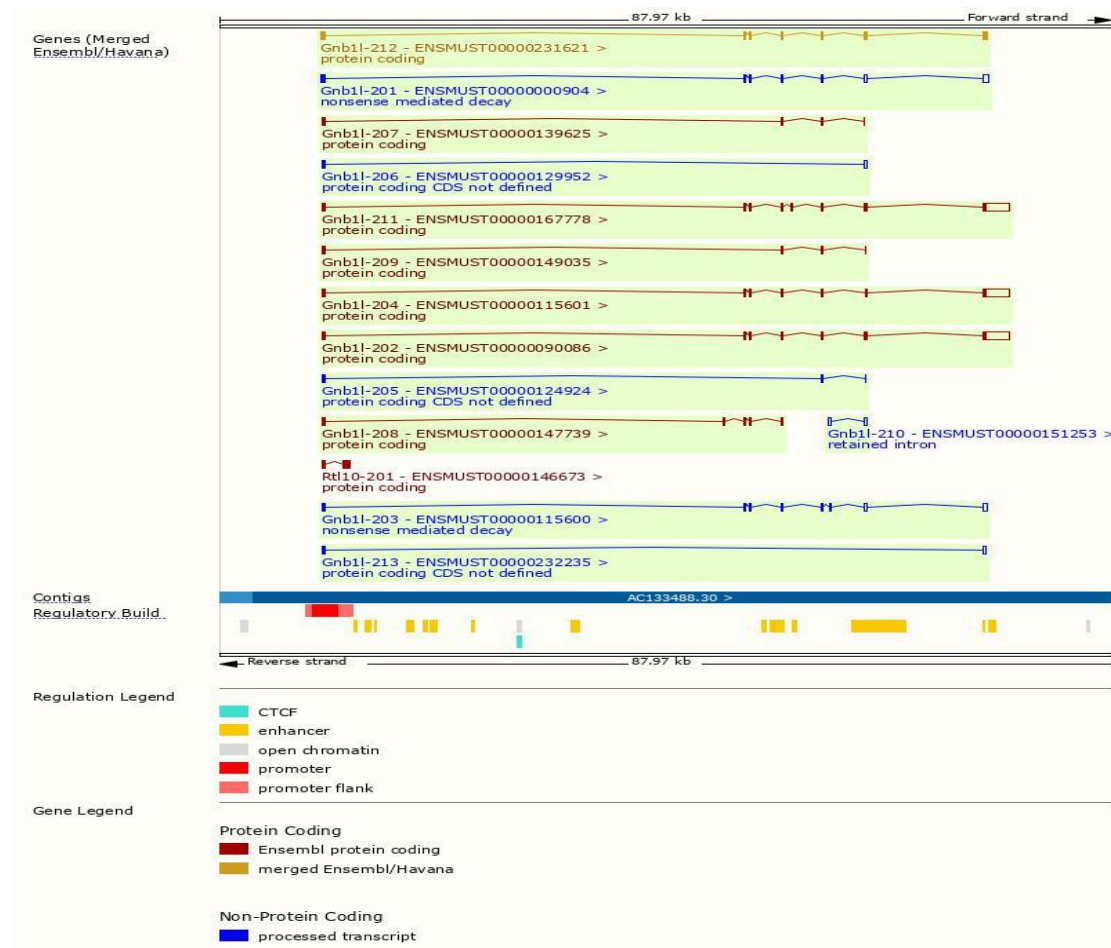 87.97 kb Forward strand
Genes (Merged
Ensembl/Havana)
Gnb1l-212 - ENSMUST00000231621 >
protein coding
Gnb1l-201 - ENSMUST00000000904 >
nonsense mediated decay
Gnb1l-207 - ENSMUST00000139625 >
protein coding
Gnb1l-206 - ENSMUST00000129952 >
protein coding CDS not defined
Gnb1l-211 - ENSMUST00000167778 >
protein coding
Gnb1l-209 - ENSMUST00000149035 >
protein coding
Gnb1l-204 - ENSMUST00000115601 >
protein coding
Gnb1l-202 - ENSMUST00000090086 >
protein coding
Gnb1l-205 - ENSMUST00000124924 >
protein coding CDS not defined
Gnb1l-208 - ENSMUST00000147739 > Gnb1l-210 - ENSMUST00000151253 >
protein coding retained intron
Rtl10-201 - ENSMUST00000146673 >
protein coding
Gnb1l-203 - ENSMUST00000115600 >
nonsense mediated decay
Gnb1l-213 - ENSMUST00000232235 >
protein coding CDS not defined
Contigs AC133488.30 >
Regulatory Build
Reverse strand 87.97 kb
Regulation Legend
CTCF
enhancer
open chromatin
promoter
promoter flank
Gene Legend
Protein Coding
Ensembl protein coding
merged Ensembl/Havana
Non-Protein Coding
processed transcript